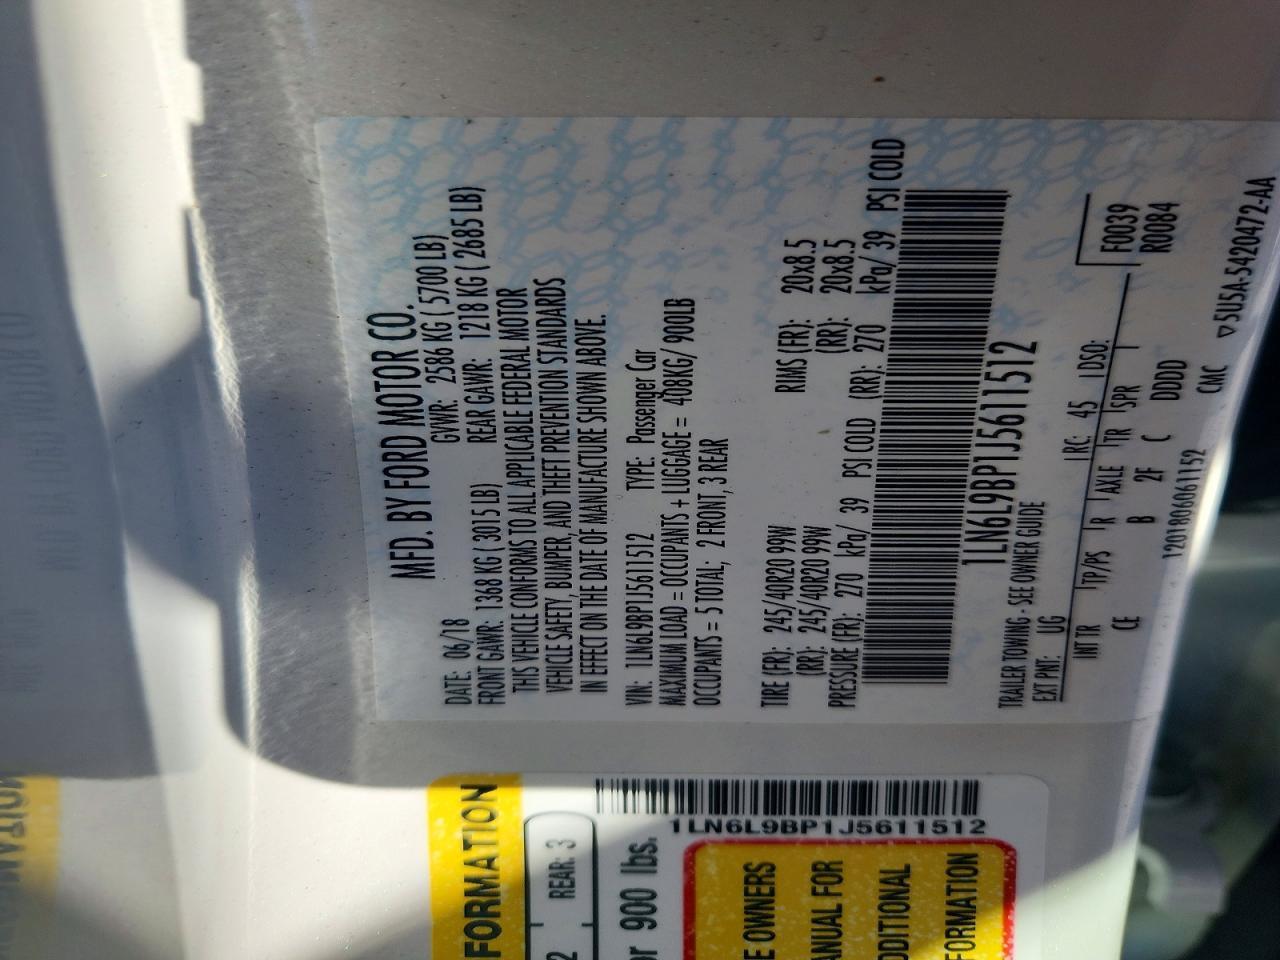 MFD. BY FORD MOTOR CO.
DATE: 06/18 GVWR: 2586 KG ( 5700 LB)
FRONT GAWR: 1368 KG ( 3015 LB) REAR GAWR: 1218 KG ( 2685 LB)
THIS VEHICLE CONFORMS TO ALL APPLICABLE FEDERAL MOTOR
VEHICLE SAFETY, BUMPER, AND THEFT PREVENTION STANDARDS
IN EFFECT ON THE DATE OF MANUFACTURE SHOWN ABOVE.
VIN: 1LN6L9BP1J5611512 TYPE: Passenger Car
MAXIMUM LOAD = OCCUPANTS + LUGGAGE = 408KG/ 900LB
OCCUPANTS = 5 TOTAL; 2 FRONT, 3 REAR
TIRE (FR): 245/40R20 99W RIMS (FR): 20x8.5
(RR): 245/40R20 99W (RR): 20x8.5
PRESSURE (FR): 270 kPa/ 39 PSI COLD (RR): 270 kPa/ 39 PSI COLD
1LN6L9BP1J5611512
TRAILER TOWING - SEE OWNER GUIDE
EXT PNT: UG RC: 45 DSO:
INT TR TP/PS R AXLE TR SPR F0039
CE B 2F C DDDD R00B4
1201806061152 CMC
▽5U5A-5420472-AA
FORMATION
REAR: 3
2
or 900 lbs.
1LN6L9BP1J5611512
E OWNERS
ANUAL FOR
DDITIONAL
FORMATION